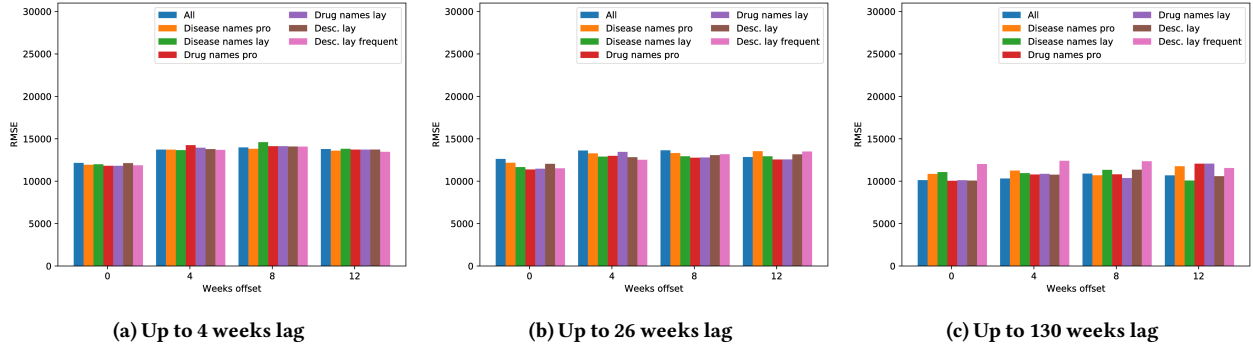 30000
25000
20000
15000
10000
5000
0
RMSE
All
Disease names pro
Disease names lay
Drug names pro
Drug names lay
Desc. lay
Desc. lay frequent
0 4 8 12
Weeks offset
(a) Up to 4 weeks lag
30000
25000
20000
15000
10000
5000
0
RMSE
All
Disease names pro
Disease names lay
Drug names pro
Drug names lay
Desc. lay
Desc. lay frequent
0 4 8 12
Weeks offset
(b) Up to 26 weeks lag
30000
25000
20000
15000
10000
5000
0
RMSE
All
Disease names pro
Disease names lay
Drug names pro
Drug names lay
Desc. lay
Desc. lay frequent
0 4 8 12
Weeks offset
(c) Up to 130 weeks lag